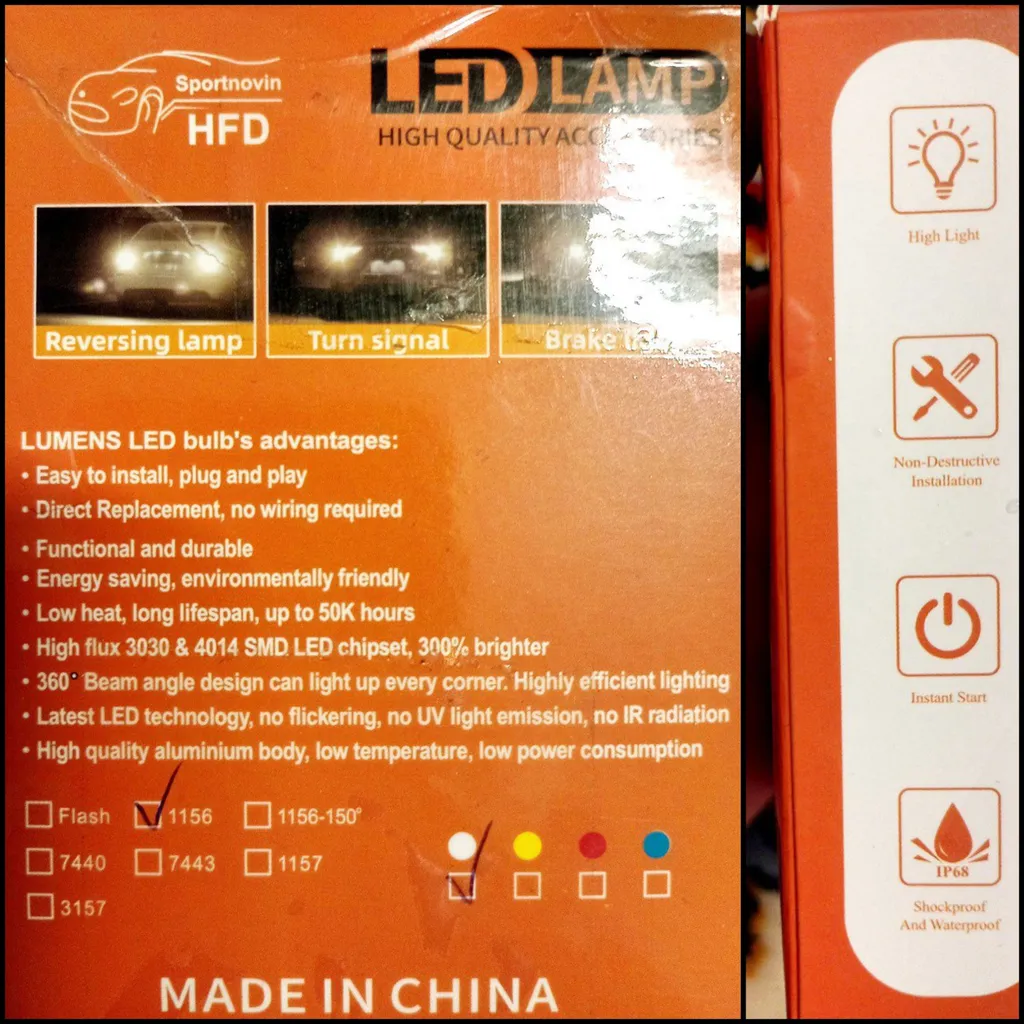 Sportnovin
HFD
LED LAMP
HIGH QUALITY
Reversing lamp
Turn signal
Brake
LUMENS LED bulb's advantages:
• Easy to install, plug and play
• Direct Replacement, no wiring required
• Functional and durable
• Energy saving, environmentally friendly
• Low heat, long lifespan, up to 50K hours
• High flux 3030 & 4014 SMD LED chipset, 300% brighter
• 360° Beam angle design can light up every corner. Highly efficient lighting
• Latest LED technology, no flickering, no UV light emission, no IR radiation
• High quality aluminium body, low temperature, low power consumption
Flash 1156 1156-150°
7440 7443 1157
3157
MADE IN CHINA
High Light
Non-Destructive
Installation
Instant Start
IP68
Shockproof
And Waterproof